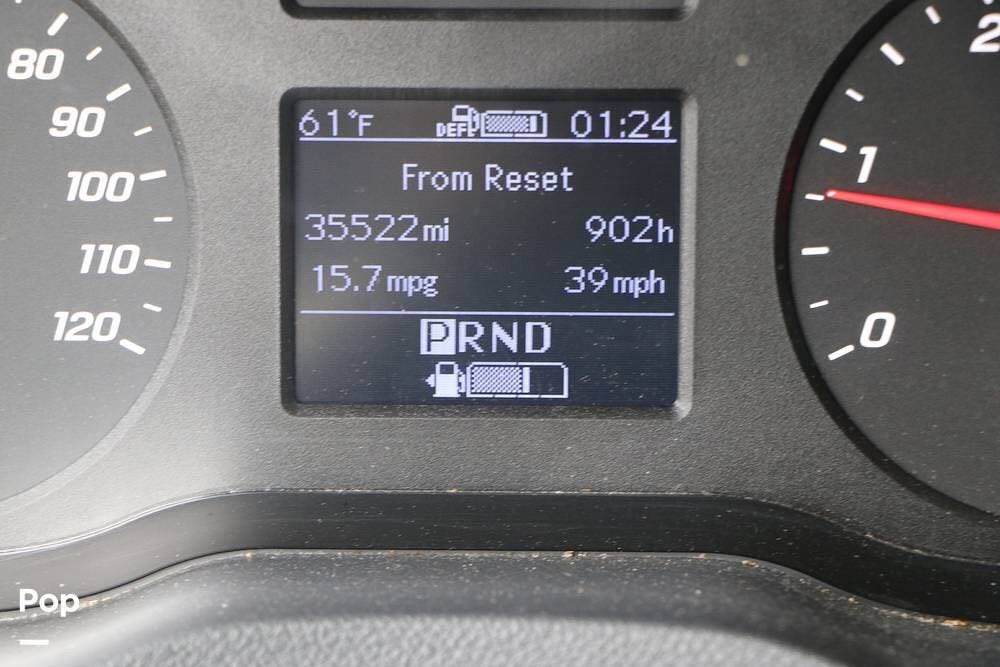 80
90
100
110
120
61°F DEF 01:24
From Reset
35522mi 902h
15.7mpg 39mph
PRND
2
1
0
Pop